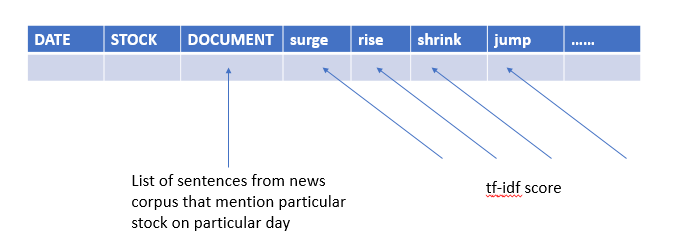 DATE STOCK DOCUMENT surge rise shrink jump ......
List of sentences from news
corpus that mention particular
stock on particular day
tf-idf score